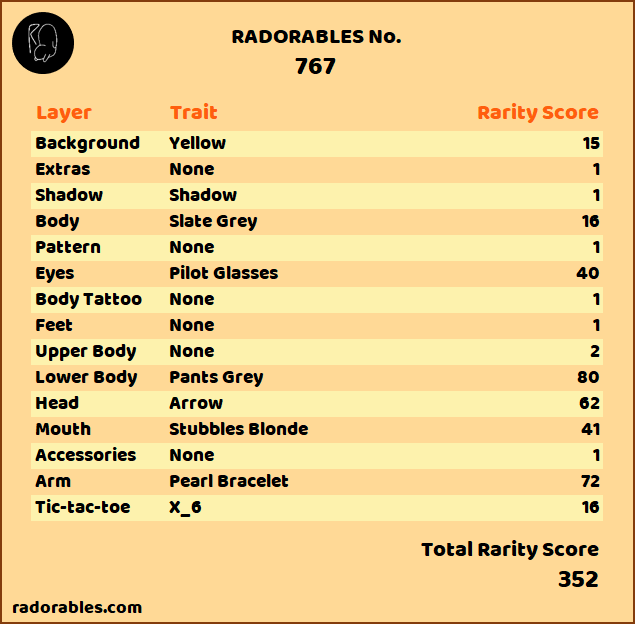 RADORABLES No.
767
Layer Trait Rarity Score
Background Yellow 15
Extras None 1
Shadow Shadow 1
Body Slate Grey 16
Pattern None 1
Eyes Pilot Glasses 40
Body Tattoo None 1
Feet None 1
Upper Body None 2
Lower Body Pants Grey 80
Head Arrow 62
Mouth Stubbles Blonde 41
Accessories None 1
Arm Pearl Bracelet 72
Tic-tac-toe X_6 16
Total Rarity Score
352
radorables.com